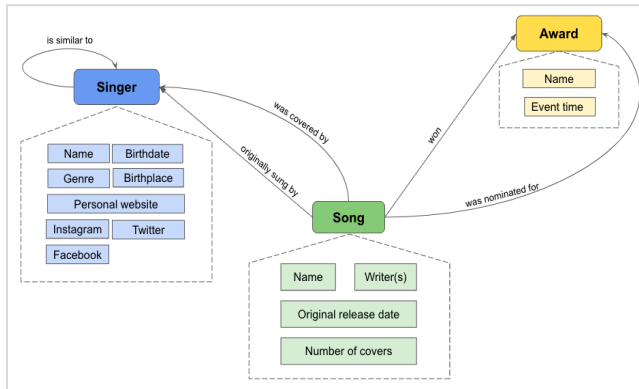 is similar to
Singer
Award
Name
Event time
was covered by
originally sung by
won
was nominated for
Name Birthdate
Genre Birthplace
Personal website
Instagram Twitter
Facebook
Song
Name Writer(s)
Original release date
Number of covers